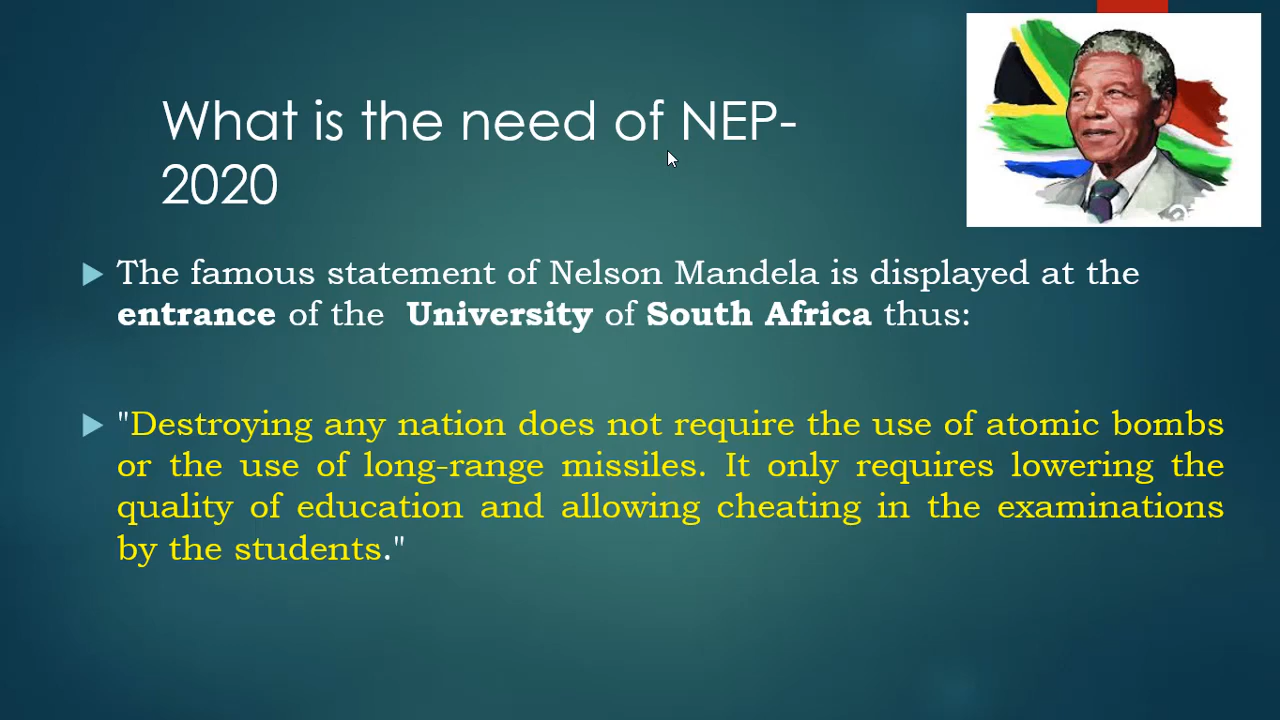 What is the need of NEP-
2020
The famous statement of Nelson Mandela is displayed at the
entrance of the University of South Africa thus:
"Destroying any nation does not require the use of atomic bombs
or the use of long-range missiles. It only requires lowering the
quality of education and allowing cheating in the examinations
by the students."